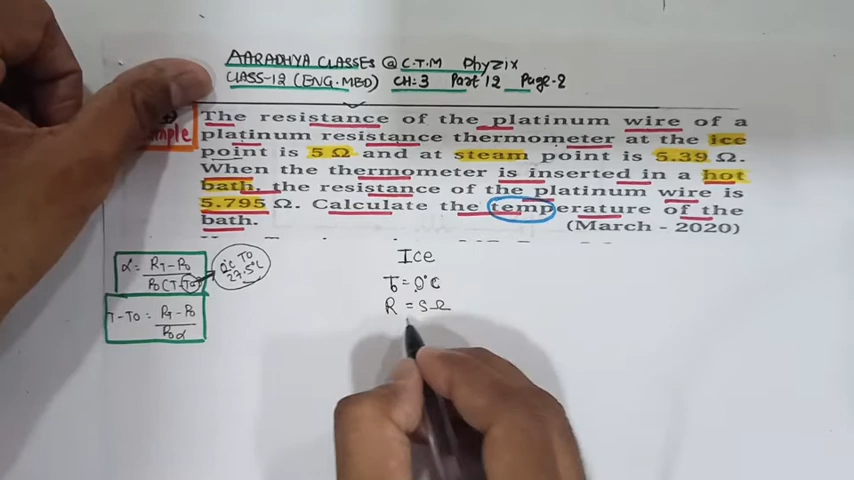 AARADHYA CLASSES @ C.T.M Phyzix
CLASS-12 (ENG.MED) CH:3 Part 12 Page-2
The resistance of the platinum wire of a
platinum resistance thermometer at the ice
point is 5 Ω and at steam point is 5.39 Ω.
When the thermometer is inserted in a hot
bath, the resistance of the platinum wire is
5.795 Ω. Calculate the temperature of the
bath. (March - 2020)
α = RT - R0 / R0(T - T0)
0°C TO
27.5°C
T - T0 = RT - R0 / R0 α
Ice
T0 = 0°C
R = 5Ω